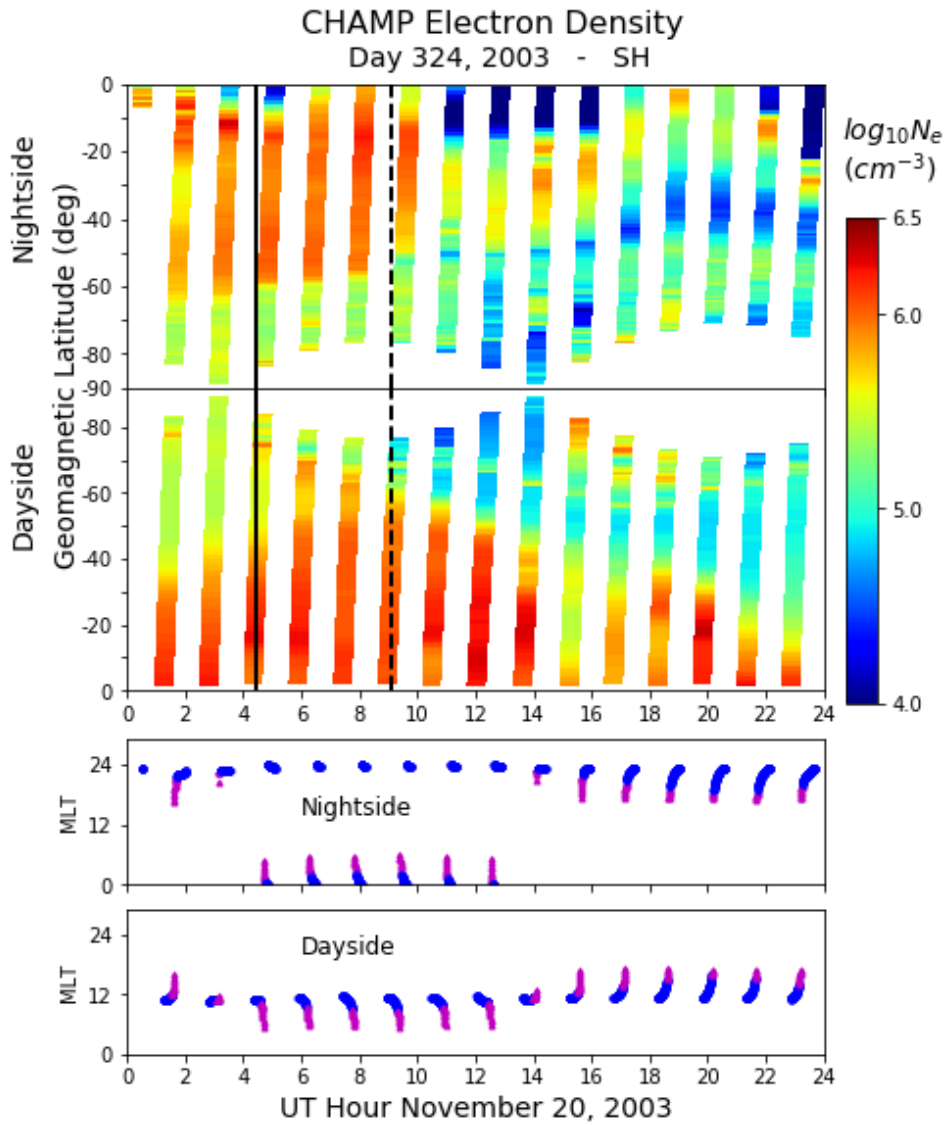 CHAMP Electron Density
Day 324, 2003 - SH
Nightside
Dayside
Geomagnetic Latitude (deg)
0
-20
-40
-60
-80
-90
-80
-60
-40
-20
0
0 2 4 6 8 10 12 14 16 18 20 22 24
log10Ne
(cm−3)
6.5
6.0
5.0
4.0
MLT
24
12
0
Nightside
MLT
24
12
0
Dayside
0 2 4 6 8 10 12 14 16 18 20 22 24
UT Hour November 20, 2003